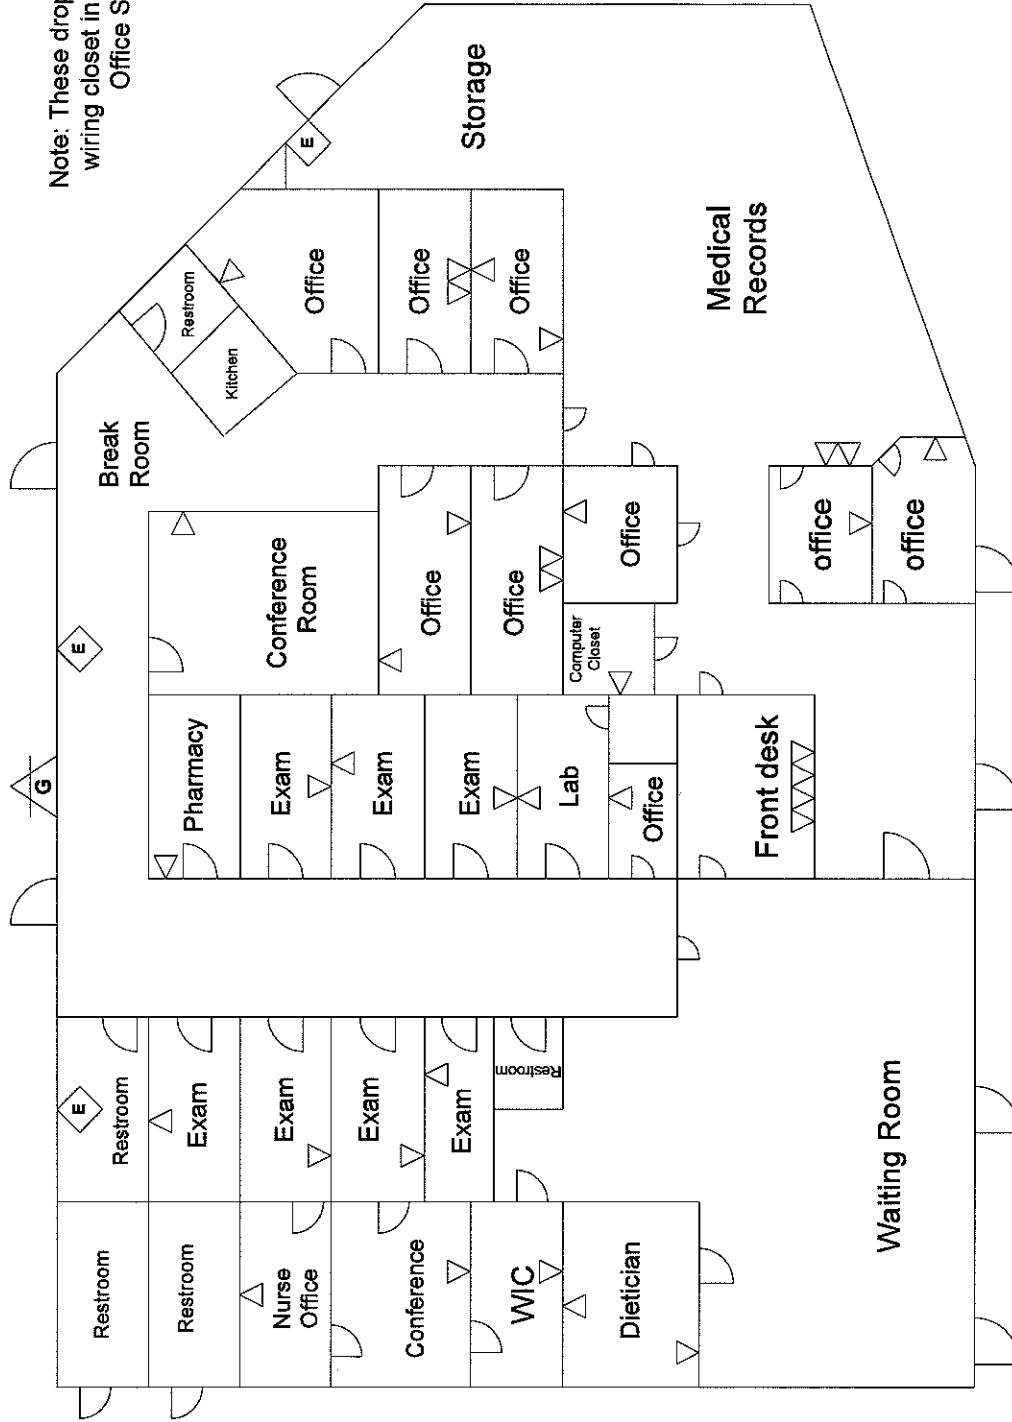 Note: These drop
wiring closet in
Office S
E
Storage
Restroom
Office
Office
Office
Medical
Records
Kitchen
Break
Room
E
Conference
Room
Office
Office
Office
office
office
Computer
Closet
G
Pharmacy
Exam
Exam
Exam
Lab
Office
Front desk
E
Restroom
Exam
Exam
Exam
Exam
Restroom
Waiting Room
Restroom
Restroom
Nurse
Office
Conference
WIC
Dietician